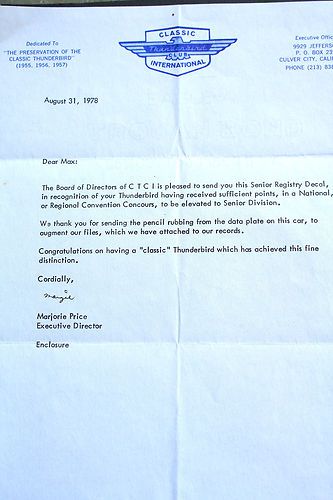 Dedicated To
"THE PRESERVATION OF THE
CLASSIC THUNDERBIRD"
(1955, 1956, 1957)
CLASSIC
Thunderbird
INTERNATIONAL
Executive Offic
9929 JEFFERS
P. O. BOX 23
CULVER CITY, CALI
PHONE (213) 83
August 31, 1978
Dear Max:
The Board of Directors of C T C I is pleased to send you this Senior Registry Decal,
in recognition of your Thunderbird having received sufficient points, in a National,
or Regional Convention Concours, to be elevated to Senior Division.
We thank you for sending the pencil rubbing from the data plate on this car, to
augment our files, which we have attached to our records.
Congratulations on having a "classic" Thunderbird which has achieved this fine
distinction.
Cordially,
Margie
Marjorie Price
Executive Director
Enclosure